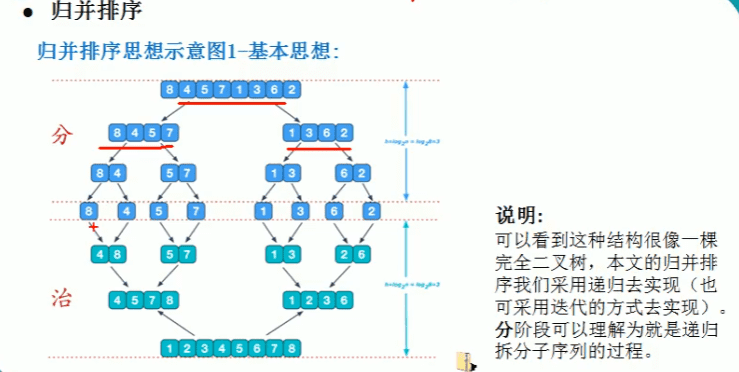 ● 归并排序
归并排序思想示意图1-基本思想:
8 4 5 7 1 3 6 2
分
8 4 5 7 1 3 6 2
8 4 5 7 1 3 6 2
8 4 5 7 1 3 6 2
4 8 5 7 1 3 2 6
治
4 5 7 8 1 2 3 6
1 2 3 4 5 6 7 8
说明:
可以看到这种结构很像一棵
完全二叉树，本文的归并排
序我们采用递归去实现（也
可采用迭代的方式去实现）。
分阶段可以理解为就是递归
拆分子序列的过程。